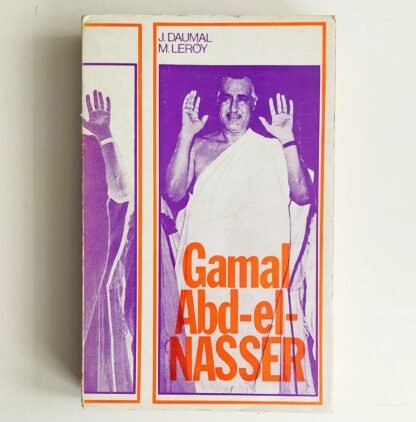 J. DAUMAL
M. LEROY
Gamal
Abd-el-
NASSER